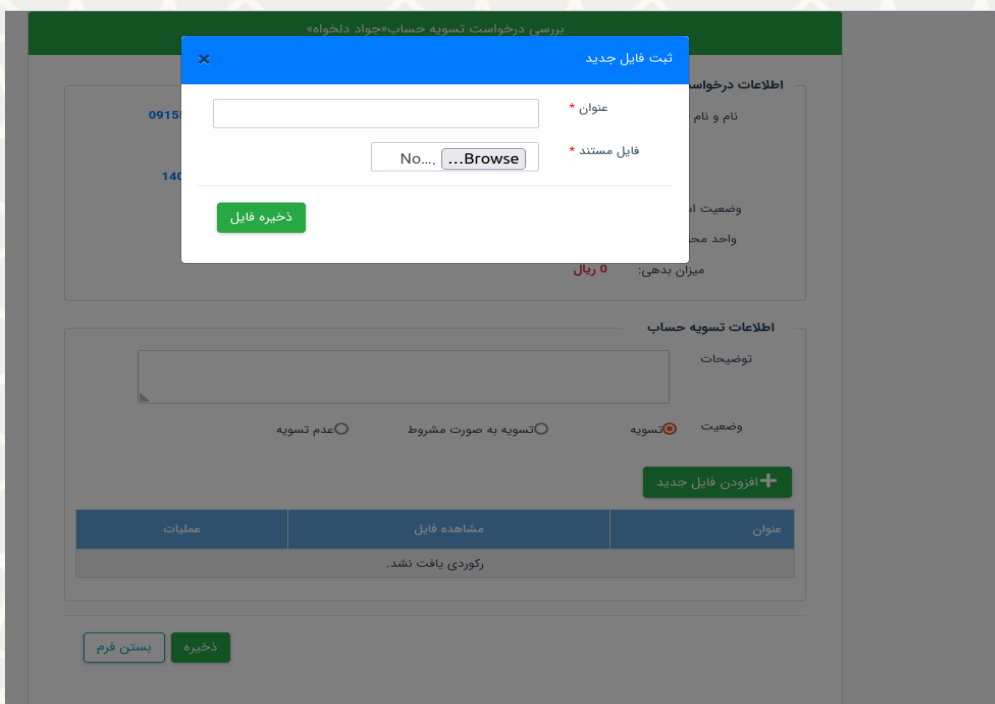 بررسی درخواست تسویه حساب«جواد دلخواه»
ثبت فایل جدید ×
عنوان *
فایل مستند * Browse... No...
ذخیره فایل
اطلاعات
نام و نام 0915
140
وضعیت
واحد
میزان بدهی: 0 ریال
اطلاعات تسویه حساب
توضیحات
وضعیت تسویه تسویه به صورت مشروط عدم تسویه
افزودن فایل جدید
عنوان مشاهده فایل عملیات
رکوردی یافت نشد.
ذخیره بستن فرم